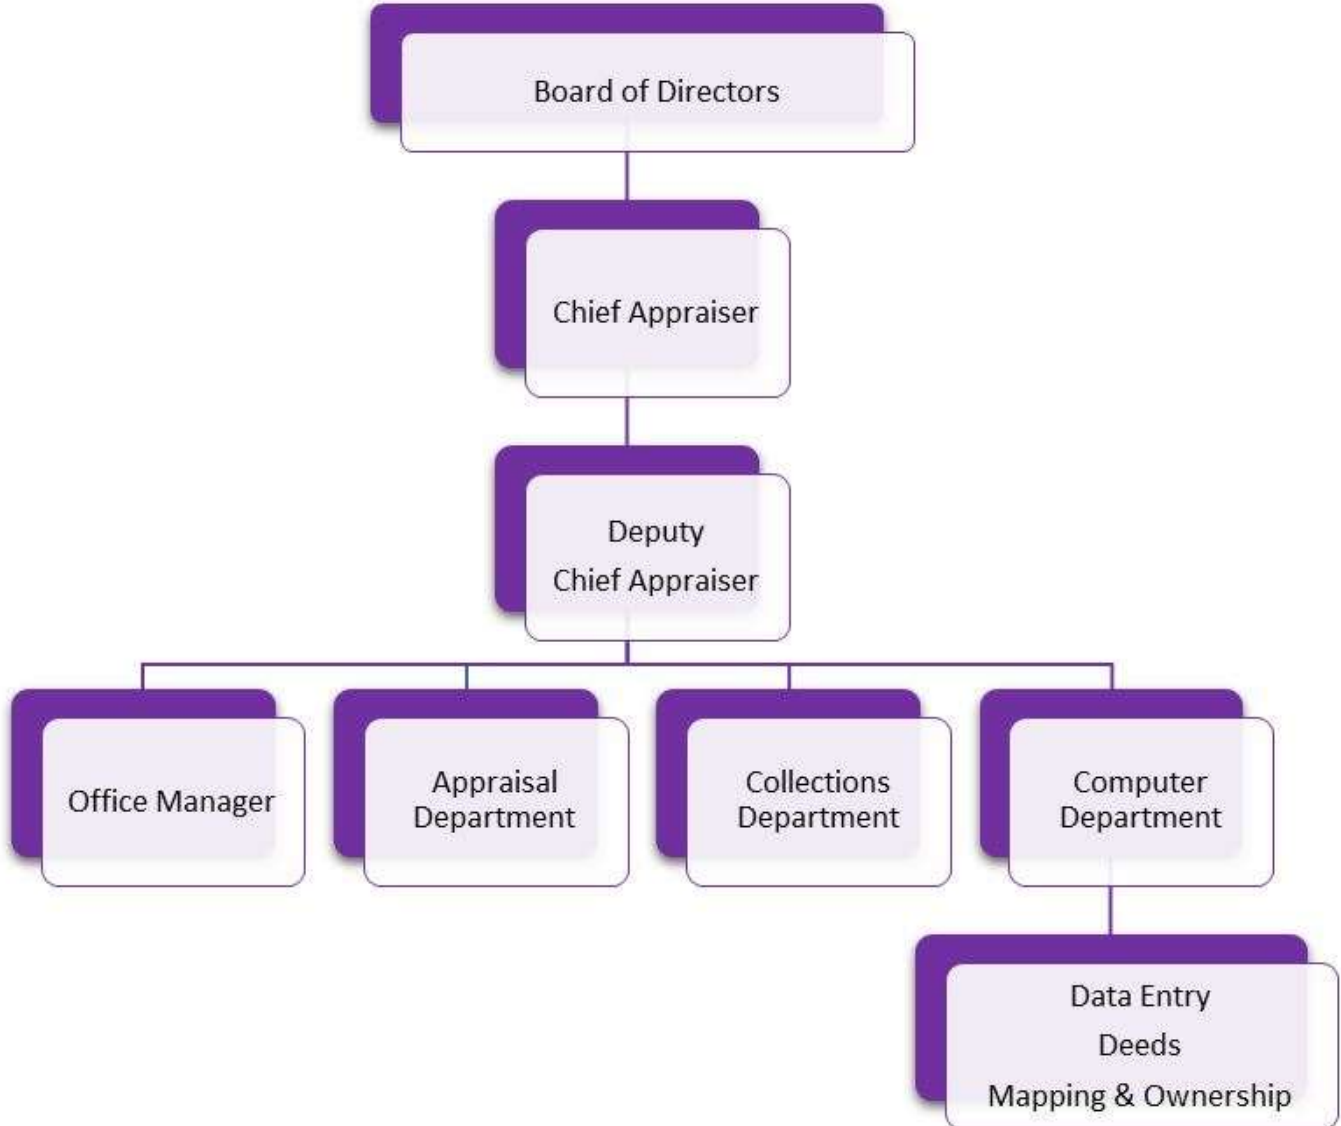 Board of Directors
Chief Appraiser
Deputy
Chief Appraiser
Office Manager
Appraisal
Department
Collections
Department
Computer
Department
Data Entry
Deeds
Mapping & Ownership